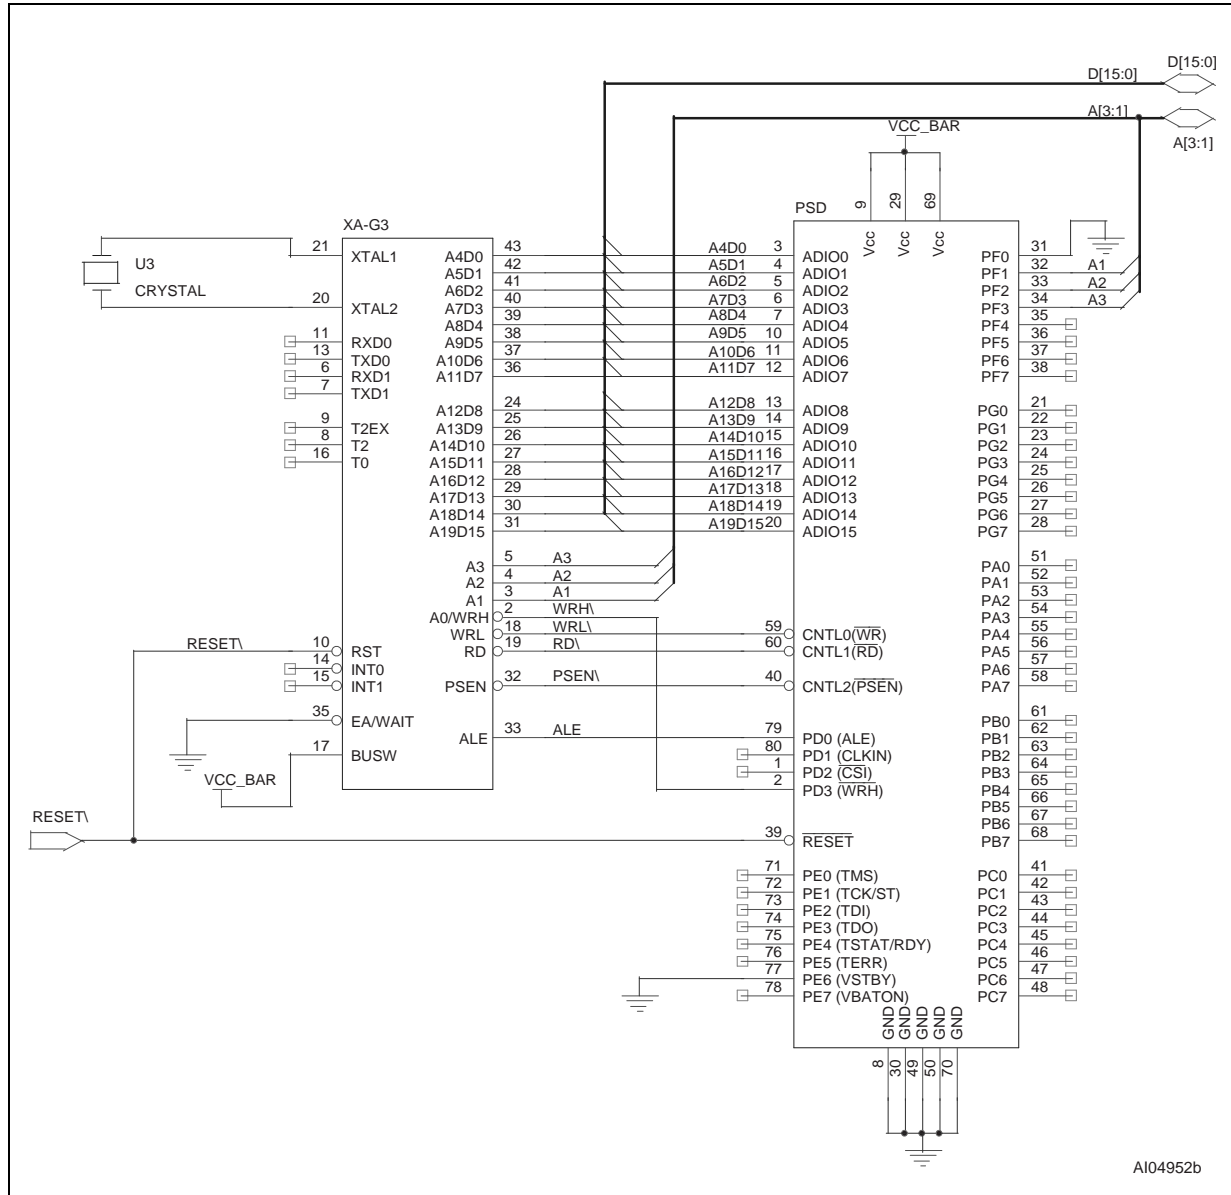 D[15:0]
D[15:0]
A[3:1]
A[3:1]
VCC_BAR
9 29 69
XA-G3
PSD
Vcc Vcc Vcc
21 XTAL1 A4D0 43 A4D0 3 ADIO0 PF0 31
A5D1 42 A5D1 4 ADIO1 PF1 32 A1
U3
CRYSTAL
A6D2 41 A6D2 5 ADIO2 PF2 33 A2
20 XTAL2 A7D3 40 A7D3 6 ADIO3 PF3 34 A3
A8D4 39 A8D4 7 ADIO4 PF4 35
11 RXD0 A9D5 38 A9D5 10 ADIO5 PF5 36
13 TXD0 A10D6 37 A10D6 11 ADIO6 PF6 37
6 RXD1 A11D7 36 A11D7 12 ADIO7 PF7 38
7 TXD1
A12D8 24 A12D8 13 ADIO8 PG0 21
9 T2EX A13D9 25 A13D9 14 ADIO9 PG1 22
8 T2 A14D10 26 A14D10 15 ADIO10 PG2 23
16 T0 A15D11 27 A15D11 16 ADIO11 PG3 24
A16D12 28 A16D12 17 ADIO12 PG4 25
A17D13 29 A17D13 18 ADIO13 PG5 26
A18D14 30 A18D14 19 ADIO14 PG6 27
A19D15 31 A19D15 20 ADIO15 PG7 28
A3 5 A3 PA0 51
A2 4 A2 PA1 52
A1 3 A1 PA2 53
A0/WRH 2 WRH\ PA3 54
WRL 18 WRL\ 59 CNTL0(WR) PA4 55
RESET\ 10 RST RD 19 RD\ 60 CNTL1(RD) PA5 56
14 INT0 PA6 57
15 INT1 PSEN 32 PSEN\ 40 CNTL2(PSEN) PA7 58
35 EA/WAIT PB0 61
ALE 33 ALE 79 PD0 (ALE) PB1 62
17 BUSW 80 PD1 (CLKIN) PB2 63
VCC_BAR 1 PD2 (CSI) PB3 64
2 PD3 (WRH) PB4 65
PB5 66
RESET\ PB6 67
39 RESET PB7 68
71 PE0 (TMS) PC0 41
72 PE1 (TCK/ST) PC1 42
73 PE2 (TDI) PC2 43
74 PE3 (TDO) PC3 44
75 PE4 (TSTAT/RDY) PC4 45
76 PE5 (TERR) PC5 46
77 PE6 (VSTBY) PC6 47
78 PE7 (VBATON) PC7 48
GND GND GND GND GND
8 30 49 50 70
AI04952b